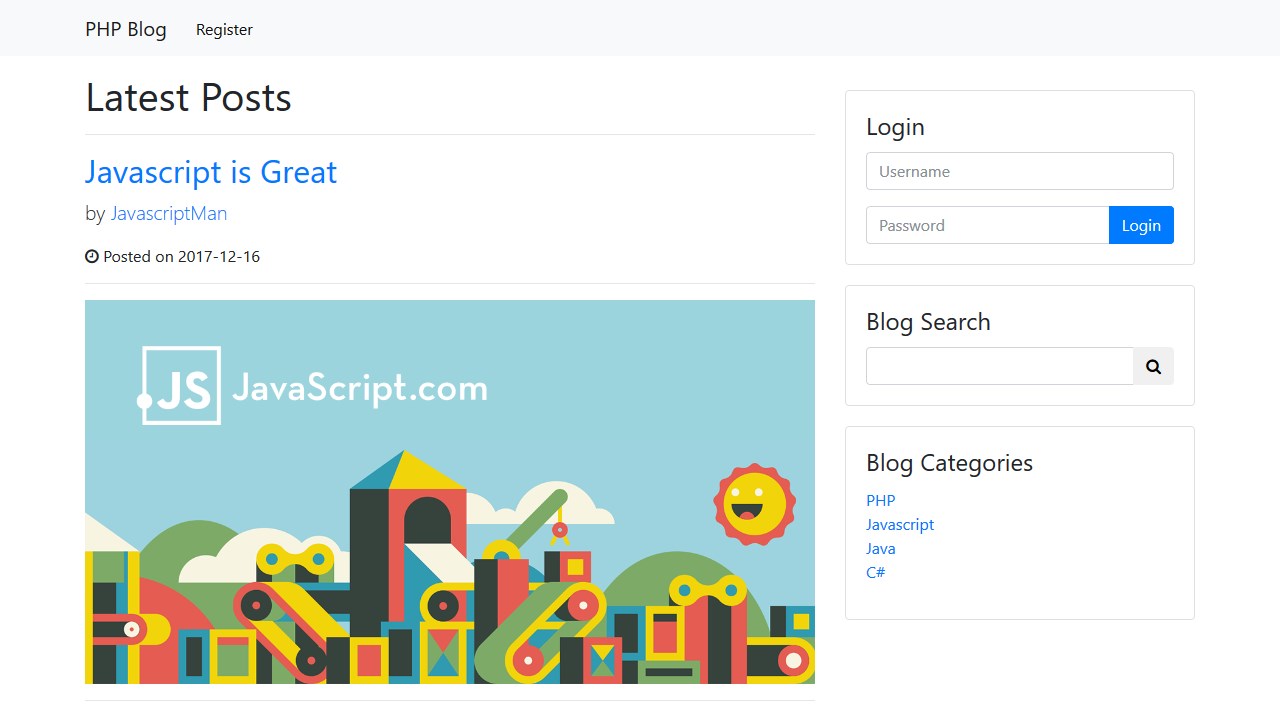 PHP Blog Register
Latest Posts
Javascript is Great
by JavascriptMan
Posted on 2017-12-16
JS JavaScript.com
Login
Username
Password Login
Blog Search
Blog Categories
PHP
Javascript
Java
C#